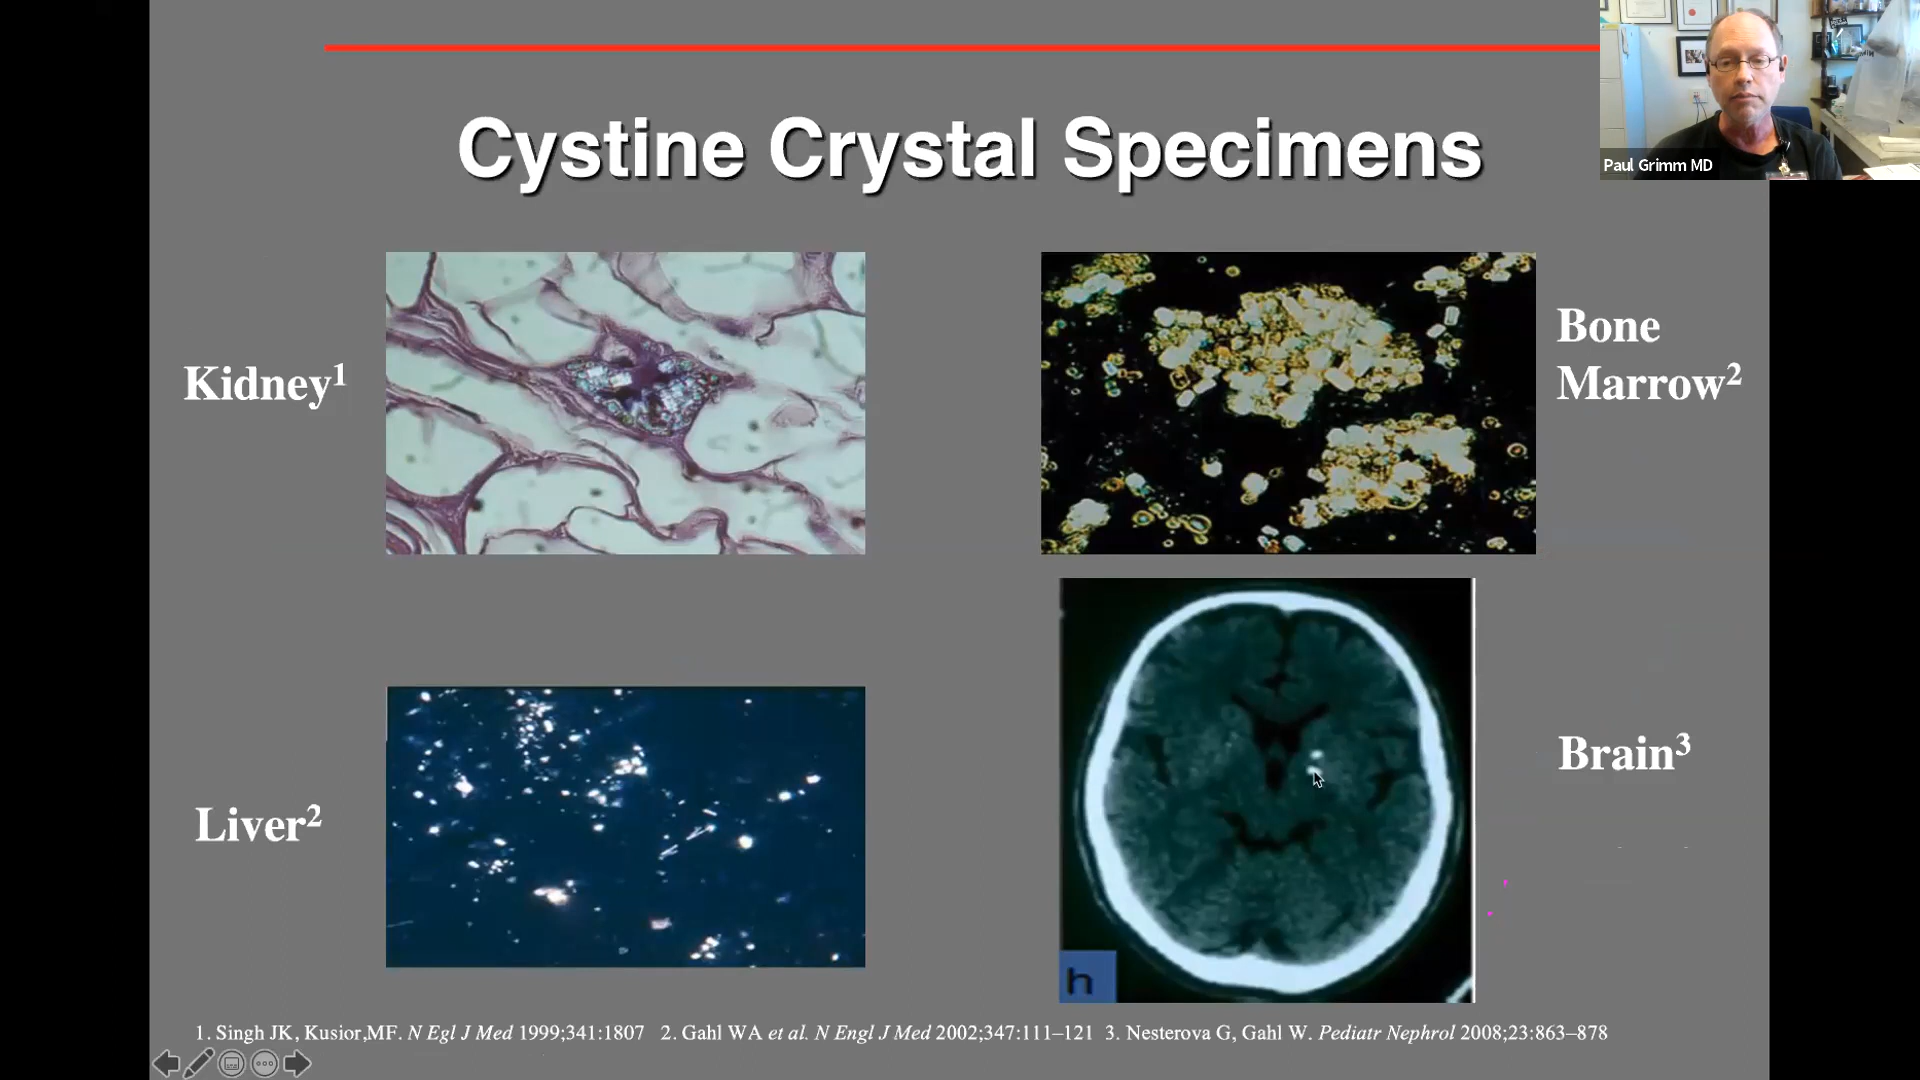 Cystine Crystal Specimens
Paul Grimm MD
Kidney1
Bone
Marrow2
Liver2
Brain3
h
1. Singh JK, Kusior,MF. N Egl J Med 1999;341:1807 2. Gahl WA et al. N Engl J Med 2002;347:111–121 3. Nesterova G, Gahl W. Pediatr Nephrol 2008;23:863–878